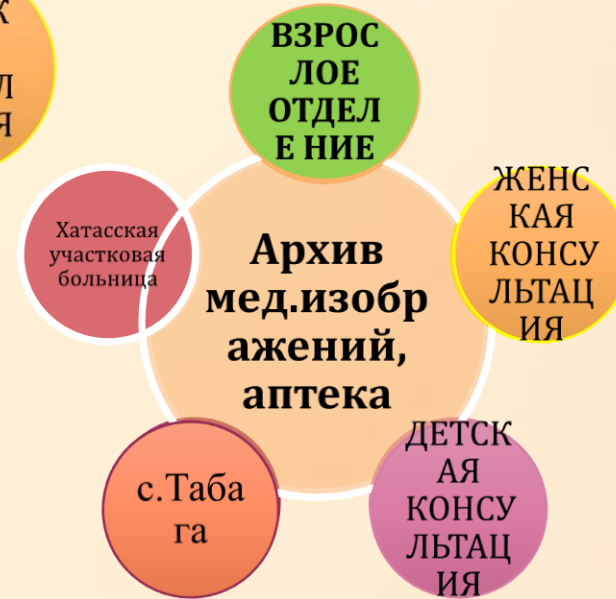 ВЗРОС
ЛОЕ
ОТДЕЛ
Е НИЕ
Хатасская
участковая
больница
Архив
мед.изобр
ажений,
аптека
ЖЕНС
КАЯ
КОНСУ
ЛЬТАЦ
ИЯ
с.Таба
га
ДЕТСК
АЯ
КОНСУ
ЛЬТАЦ
ИЯ